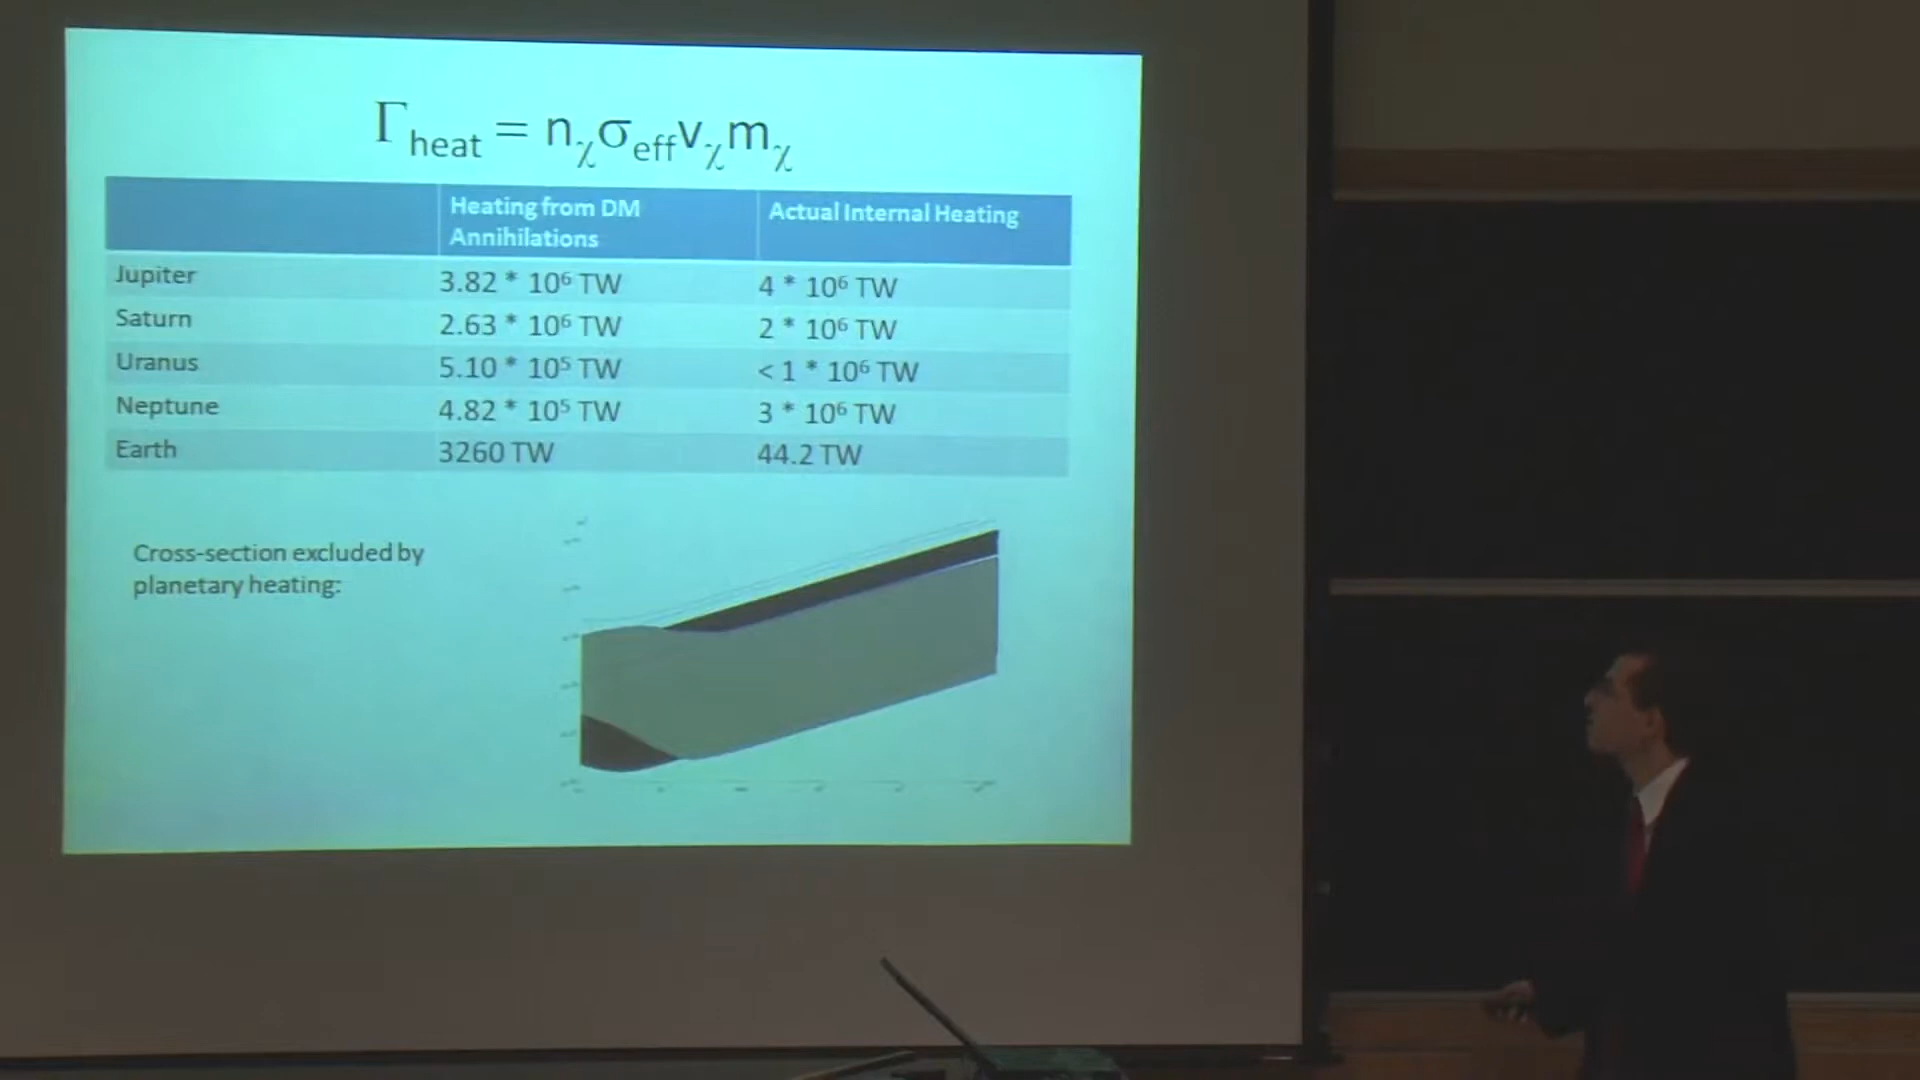 Γheat = nχσeffvχmχ
Heating from DM Annihilations Actual Internal Heating
Jupiter 3.82 * 10⁶ TW 4 * 10⁶ TW
Saturn 2.63 * 10⁶ TW 2 * 10⁶ TW
Uranus 5.10 * 10⁵ TW < 1 * 10⁶ TW
Neptune 4.82 * 10⁵ TW 3 * 10⁶ TW
Earth 3260 TW 44.2 TW
Cross-section excluded by
planetary heating: